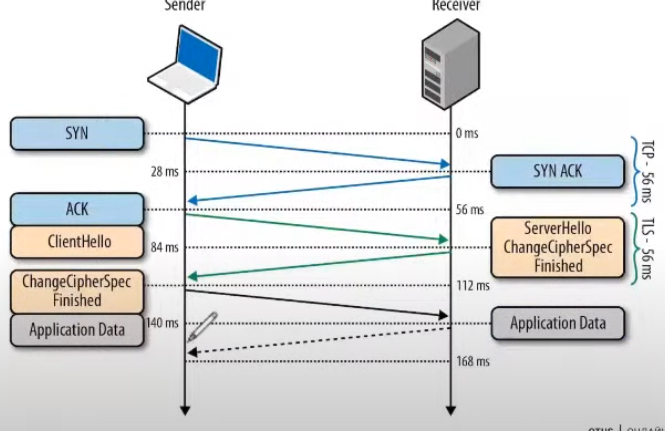 Sender
Receiver
SYN
0 ms
28 ms
SYN ACK
TCP - 56 ms
ACK
56 ms
ClientHello
84 ms
ServerHello
ChangeCipherSpec
Finished
TLS - 56 ms
ChangeCipherSpec
Finished
112 ms
Application Data
140 ms
Application Data
168 ms